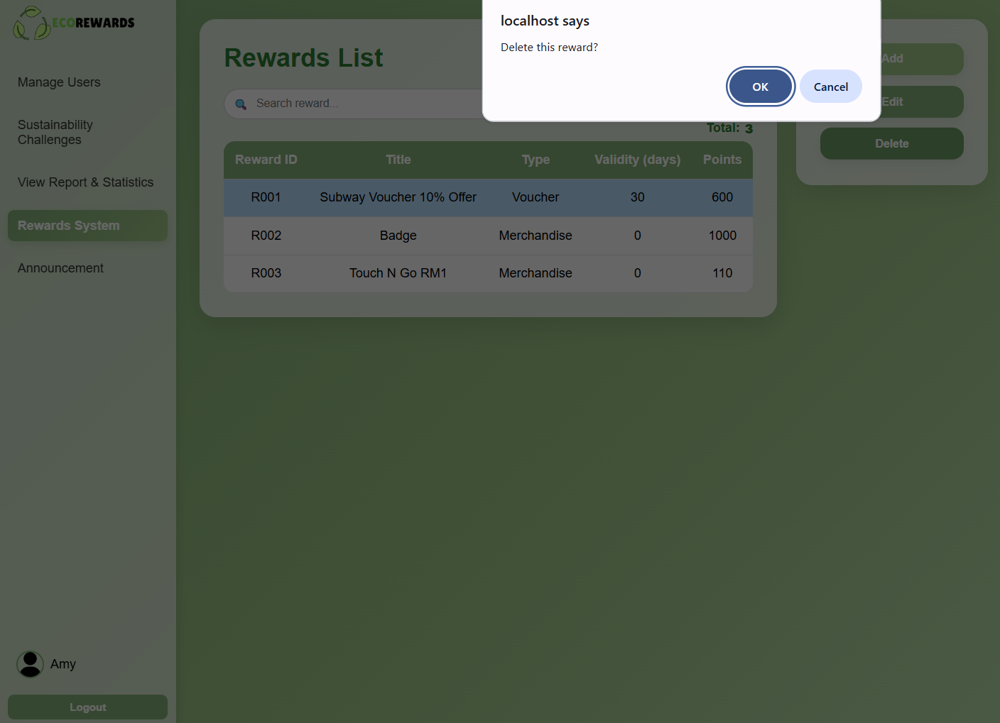 ECOREWARDS
Manage Users
Sustainability
Challenges
View Report & Statistics
Rewards System
Announcement
Amy
Logout
localhost says
Delete this reward?
OK
Cancel
Rewards List
Search reward...
Total: 3
Reward ID Title Type Validity (days) Points
R001 Subway Voucher 10% Offer Voucher 30 600
R002 Badge Merchandise 0 1000
R003 Touch N Go RM1 Merchandise 0 110
Add
Edit
Delete